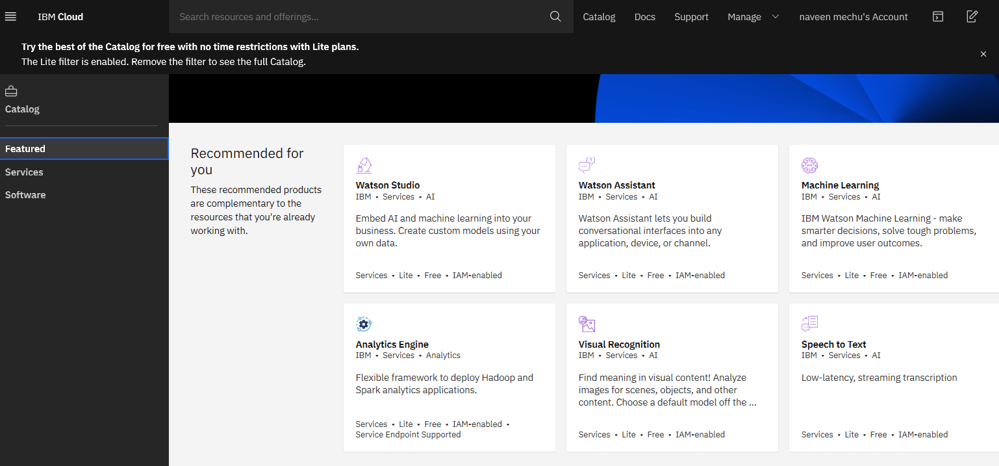 IBM Cloud
Search resources and offerings...
Catalog
Docs
Support
Manage
naveen mechu's Account
Try the best of the Catalog for free with no time restrictions with Lite plans.
The Lite filter is enabled. Remove the filter to see the full Catalog.
Catalog
Featured
Services
Software
Recommended for
you
These recommended products
are complementary to the
resources that you're already
working with.
Watson Studio
IBM • Services • AI
Embed AI and machine learning into your
business. Create custom models using your
own data.
Services • Lite • Free • IAM-enabled
Watson Assistant
IBM • Services • AI
Watson Assistant lets you build
conversational interfaces into any
application, device, or channel.
Services • Lite • Free • IAM-enabled
Machine Learning
IBM • Services • AI
IBM Watson Machine Learning - make
smarter decisions, solve tough problems,
and improve user outcomes.
Services • Lite • Free • IAM-enabled
Analytics Engine
IBM • Services • Analytics
Flexible framework to deploy Hadoop and
Spark analytics applications.
Services • Lite • Free • IAM-enabled •
Service Endpoint Supported
Visual Recognition
IBM • Services • AI
Find meaning in visual content! Analyze
images for scenes, objects, and other
content. Choose a default model off the ...
Services • Lite • Free • IAM-enabled
Speech to Text
IBM • Services • AI
Low-latency, streaming transcription
Services • Lite • Free • IAM-enabled